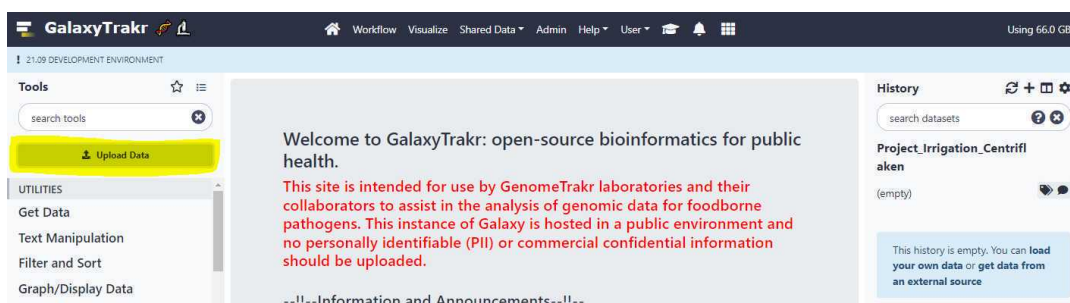 GalaxyTrakr
Workflow Visualize Shared Data Admin Help User
Using 66.0 GB
! 21.09 DEVELOPMENT ENVIRONMENT
Tools
search tools
Upload Data
UTILITIES
Get Data
Text Manipulation
Filter and Sort
Graph/Display Data
Welcome to GalaxyTrakr: open-source bioinformatics for public
health.
This site is intended for use by GenomeTrakr laboratories and their
collaborators to assist in the analysis of genomic data for foodborne
pathogens. This instance of Galaxy is hosted in a public environment and
no personally identifiable (PII) or commercial confidential information
should be uploaded.
--!!--Information and Announcements--!!--
History
search datasets
Project_Irrigation_Centrifl
aken
(empty)
This history is empty. You can load
your own data or get data from
an external source